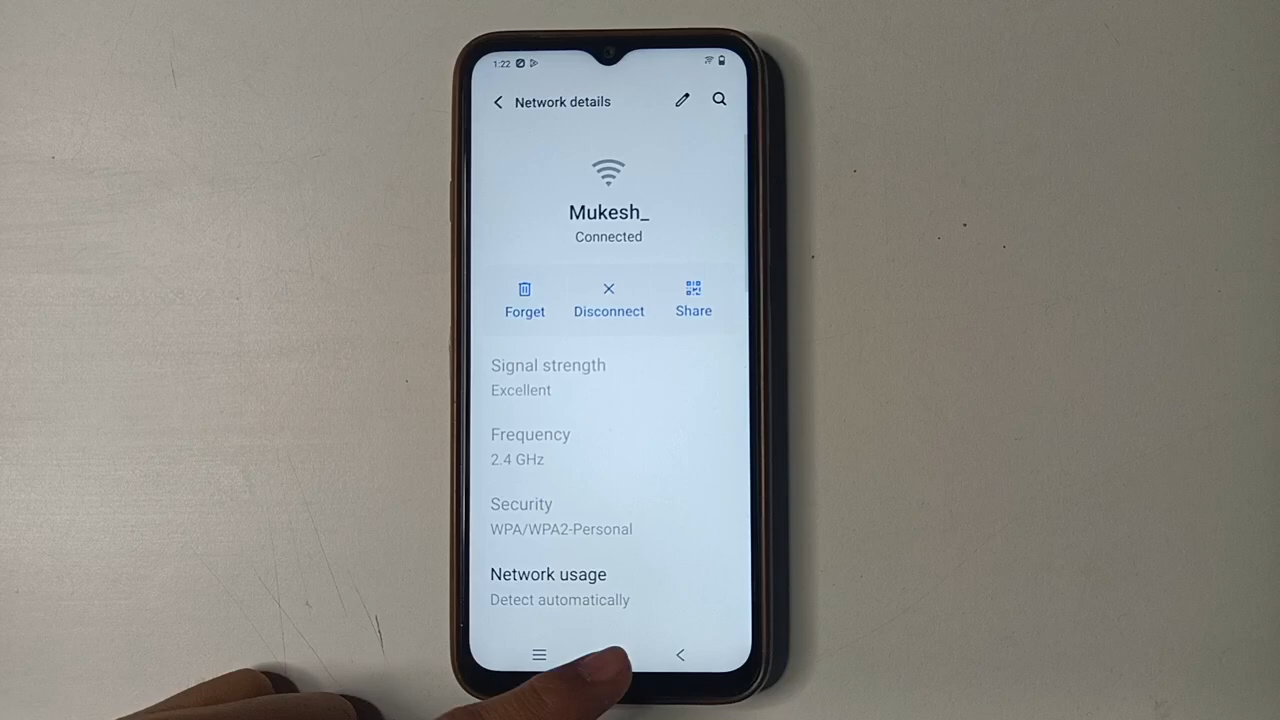 1:22
Network details
Mukesh_
Connected
Forget Disconnect Share
Signal strength
Excellent
Frequency
2.4 GHz
Security
WPA/WPA2-Personal
Network usage
Detect automatically